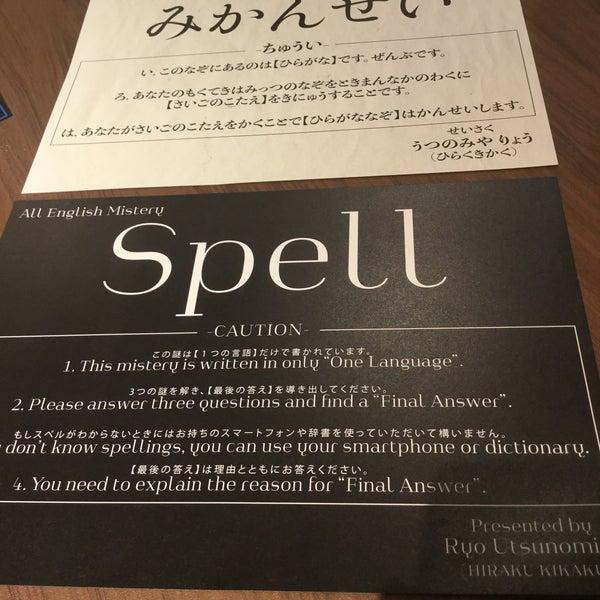 みかんせい
-ちゅうい-
い. このなぞにあるのは【ひらがな】です。ぜんぶです。
ろ. あなたのもくてきはみっつのなぞをときまんなかのわくに
【さいごのこたえ】をきにゅうすることです。
は. あなたがさいごのこたえをかくことで【ひらがななぞ】はかんせいします。
せいさく
うつのみや りょう
(ひらくきかく)
All English Mistery
Spell
-CAUTION-
この謎は【1つの言語】だけで書かれています。
1. This mistery is written in only "One Language".
3つの謎を解き、【最後の答え】を導き出してください。
2. Please answer three questions and find a "Final Answer".
もしスペルがわからないときにはお持ちのスマートフォンや辞書を使っていただいて構いません。
don't know spellings, you can use your smartphone or dictionary.
【最後の答え】は理由とともにお答えください。
4. You need to explain the reason for "Final Answer".
Presented by
Ryo Utsunomi
(HIRAKU KIKAKU